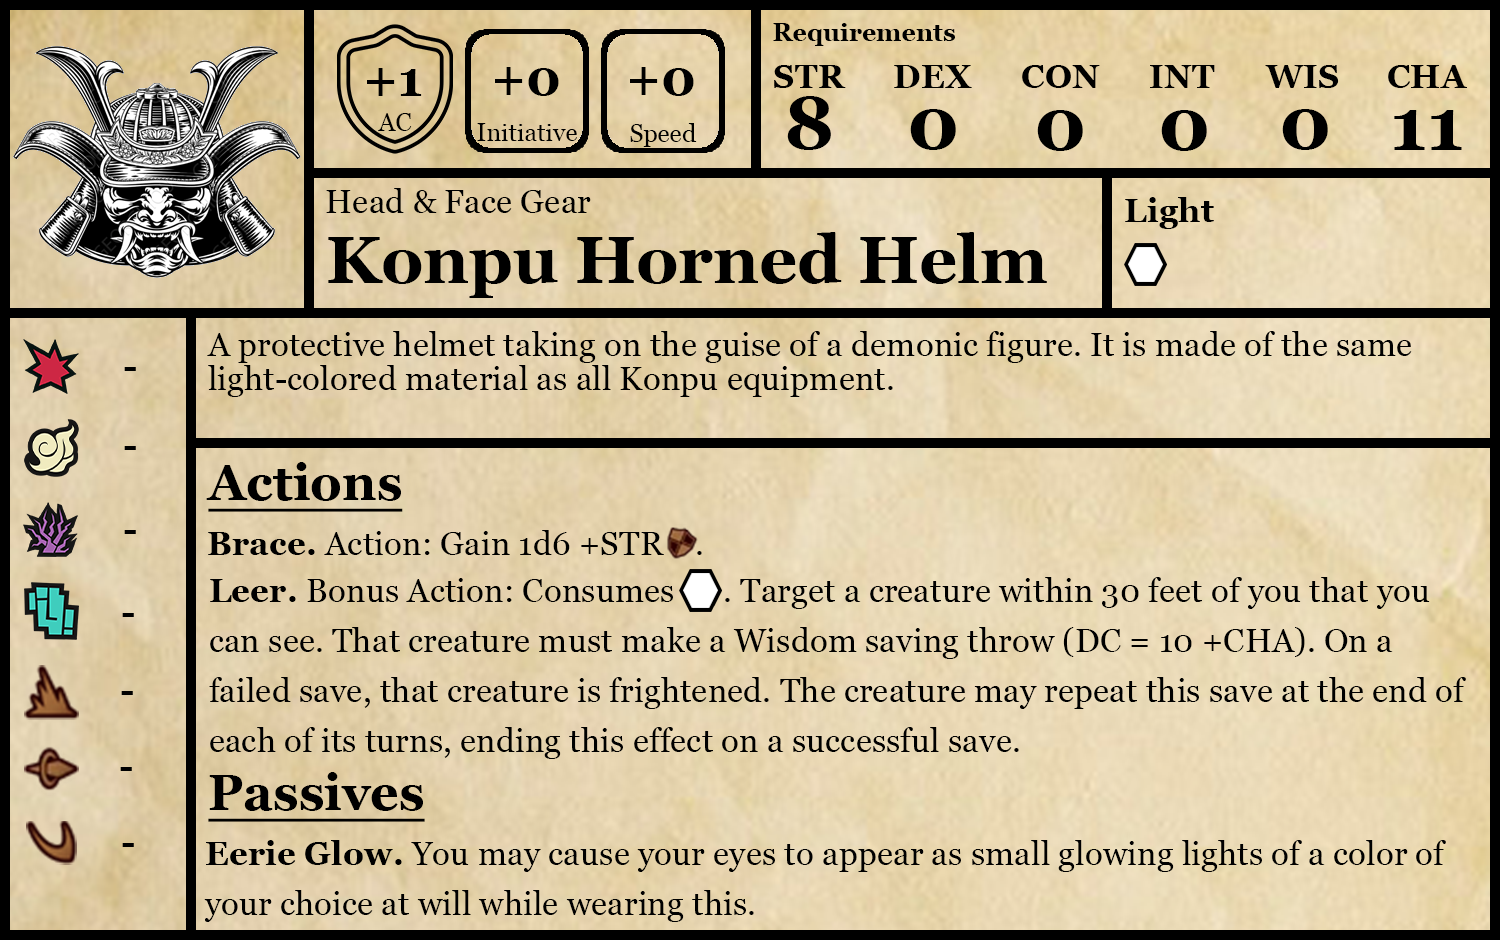 +1
AC
+0
Initiative
+0
Speed
Requirements
STR DEX CON INT WIS CHA
8 0 0 0 0 11
Head & Face Gear
Konpu Horned Helm
Light
-
-
-
-
-
-
-
A protective helmet taking on the guise of a demonic figure. It is made of the same
light-colored material as all Konpu equipment.
Actions
Brace. Action: Gain 1d6 +STR .
Leer. Bonus Action: Consumes . Target a creature within 30 feet of you that you
can see. That creature must make a Wisdom saving throw (DC = 10 +CHA). On a
failed save, that creature is frightened. The creature may repeat this save at the end of
each of its turns, ending this effect on a successful save.
Passives
Eerie Glow. You may cause your eyes to appear as small glowing lights of a color of
your choice at will while wearing this.